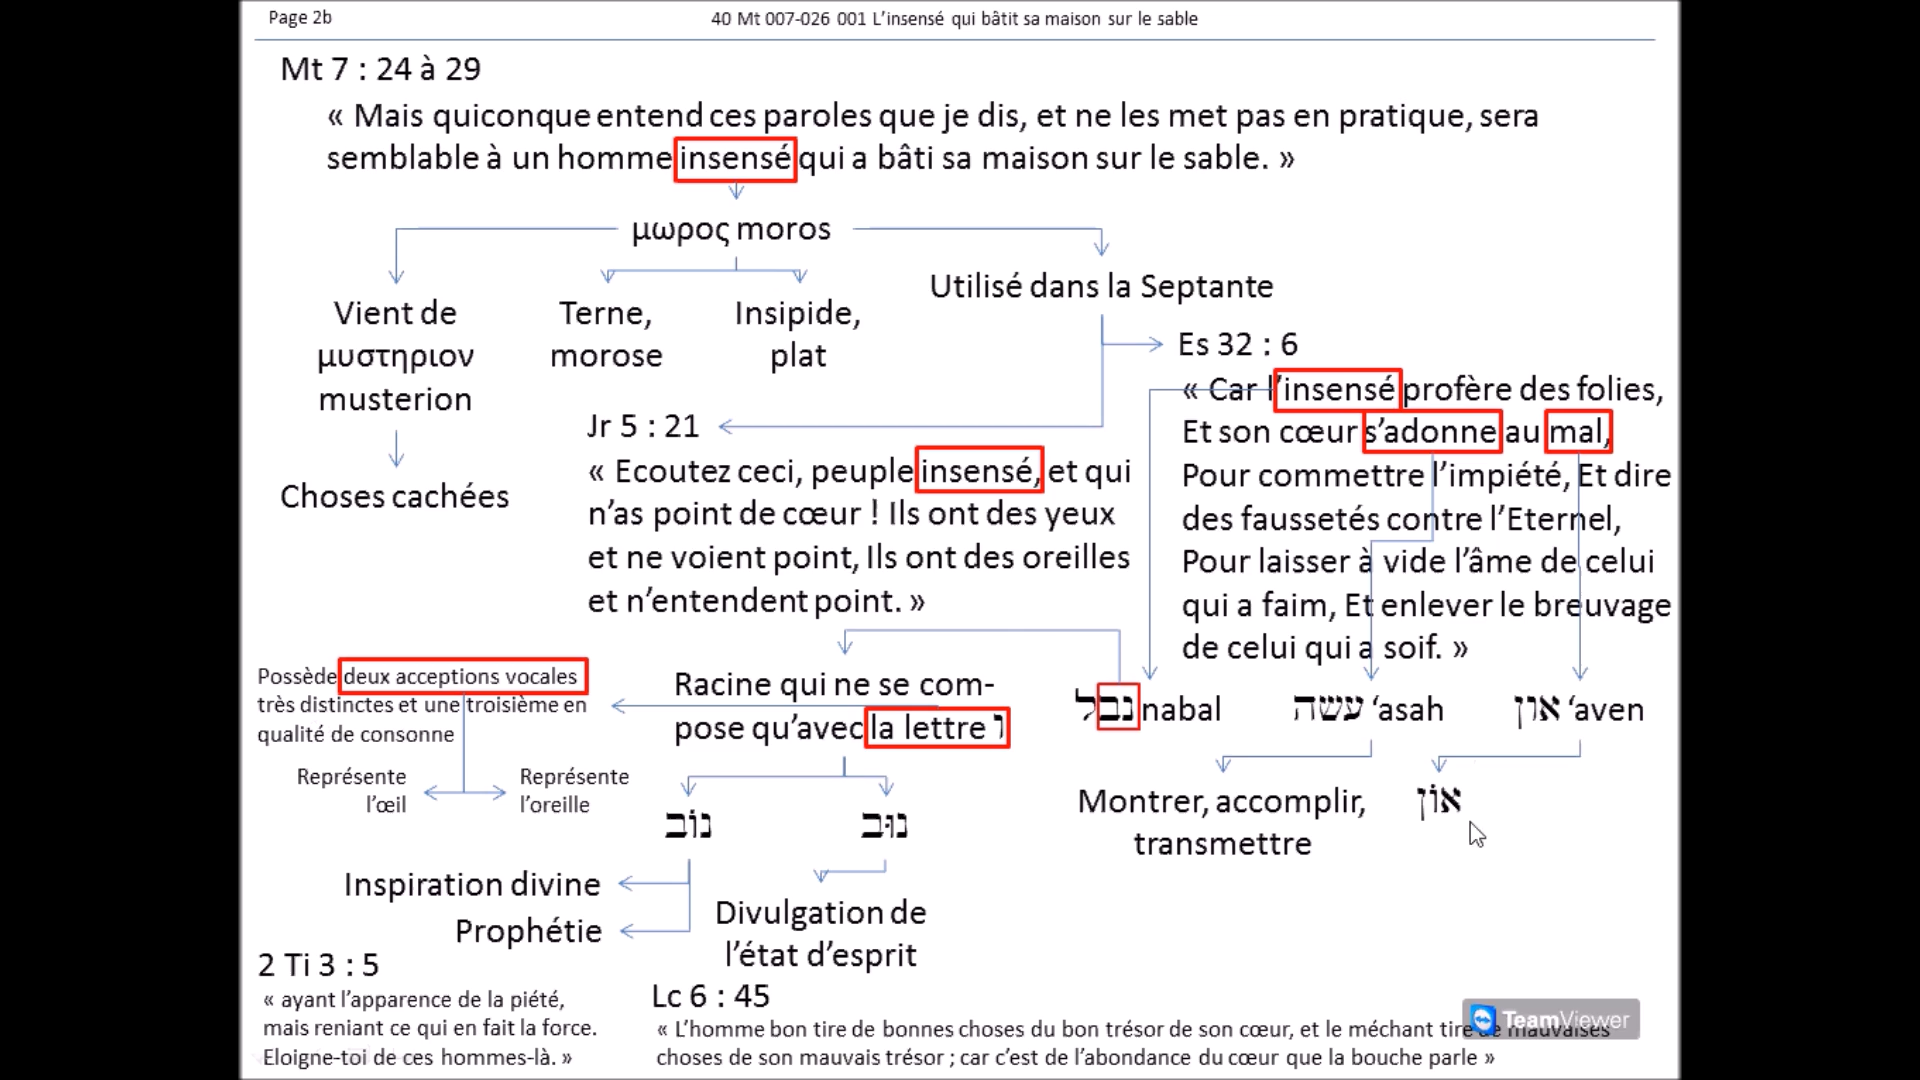 Page 2b
40 Mt 007-026 001 L’insensé qui bâtit sa maison sur le sable
Mt 7 : 24 à 29
« Mais quiconque entend ces paroles que je dis, et ne les met pas en pratique, sera
semblable à un homme insensé qui a bâti sa maison sur le sable. »
μωρος moros
Vient de
μυστηριον
musterion
Choses cachées
Terne,
morose
Insipide,
plat
Utilisé dans la Septante
Es 32 : 6
« Car l’insensé profère des folies,
Et son cœur s’adonne au mal,
Pour commettre l’impiété, Et dire
des faussetés contre l’Eternel,
Pour laisser à vide l’âme de celui
qui a faim, Et enlever le breuvage
de celui qui a soif. »
Jr 5 : 21
« Ecoutez ceci, peuple insensé, et qui
n’as point de cœur ! Ils ont des yeux
et ne voient point, Ils ont des oreilles
et n’entendent point. »
נבל nabal
עשה ‘asah
און ‘aven
Racine qui ne se com-
pose qu’avec la lettre ו
Possède deux acceptions vocales
très distinctes et une troisième en
qualité de consonne
Représente
l’œil
Représente
l’oreille
נוֹב
נוּב
Montrer, accomplir,
transmettre
אוֹן
Inspiration divine
Prophétie
Divulgation de
l’état d’esprit
2 Ti 3 : 5
« ayant l’apparence de la piété,
mais reniant ce qui en fait la force.
Eloigne-toi de ces hommes-là. »
Lc 6 : 45
« L’homme bon tire de bonnes choses du bon trésor de son cœur, et le méchant tire de mauvaises
choses de son mauvais trésor ; car c’est de l’abondance du cœur que la bouche parle »
TeamViewer